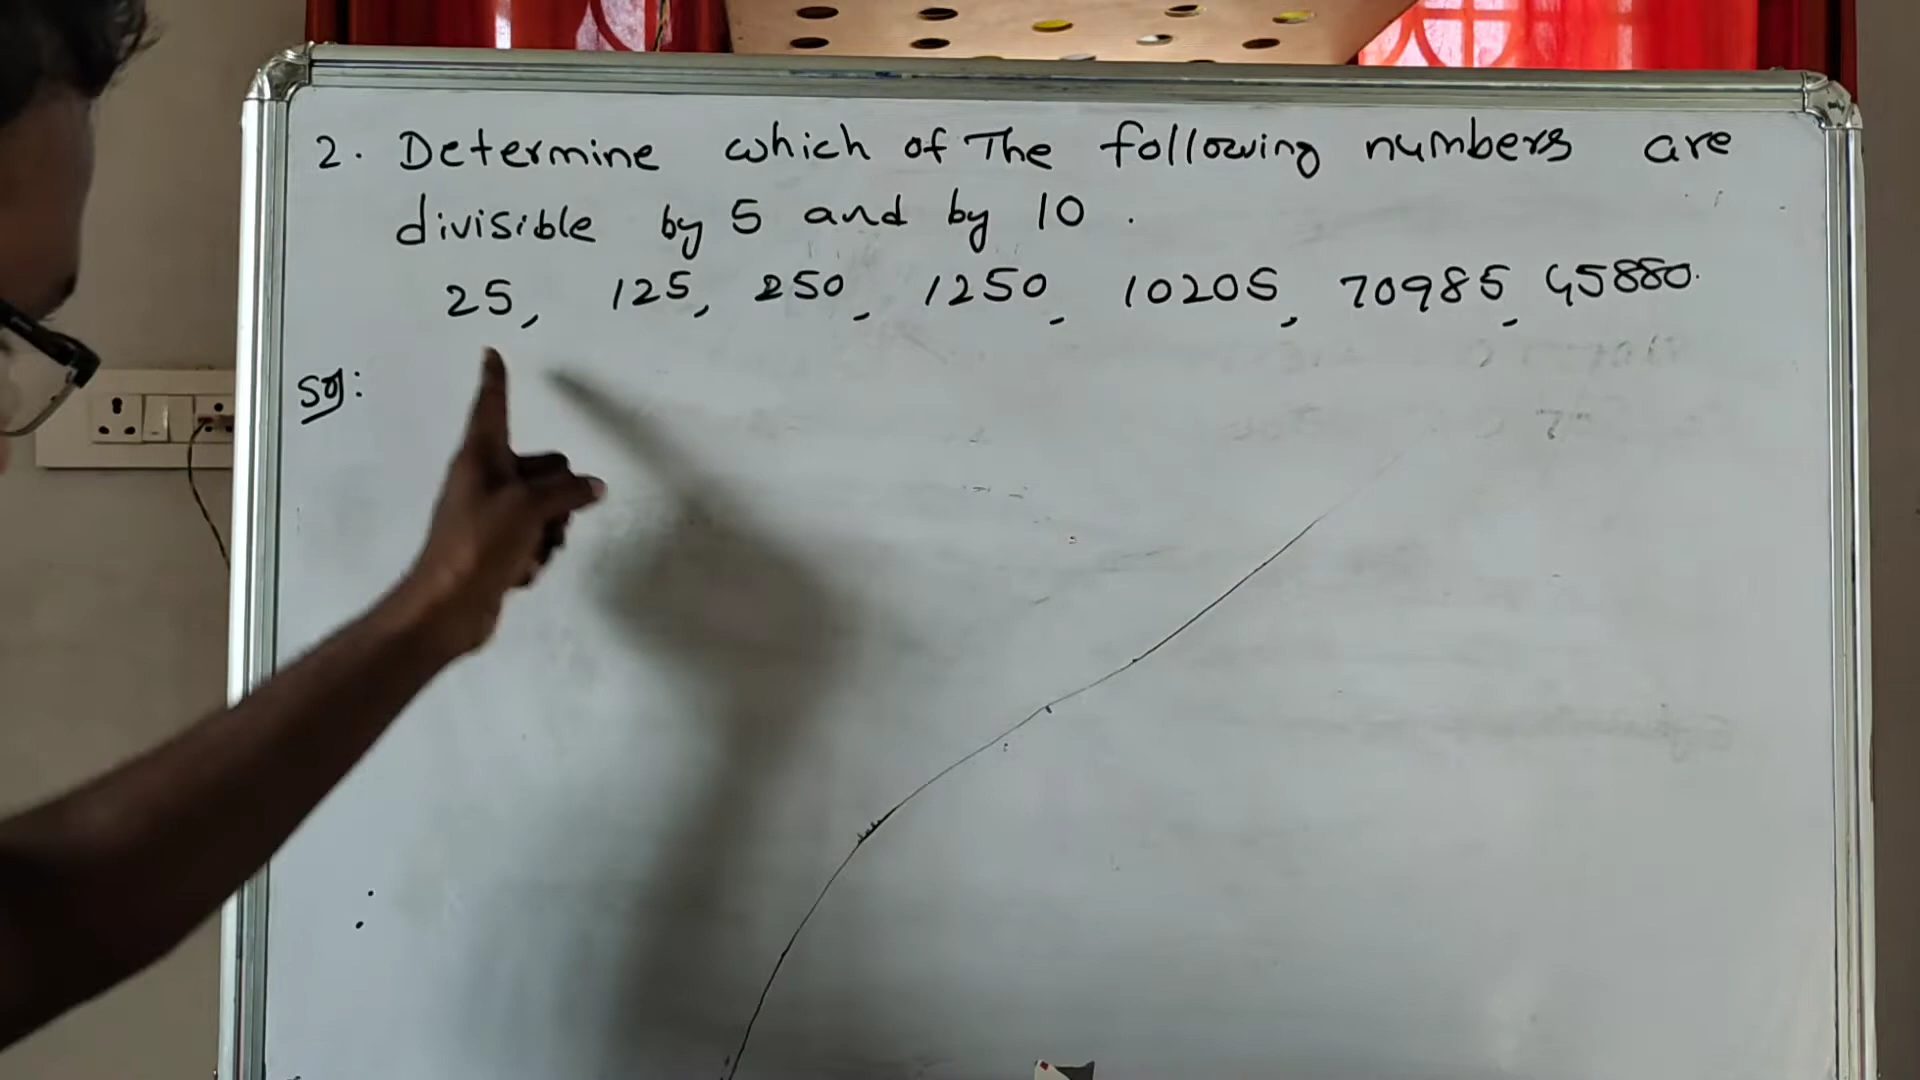 2. Determine which of The following numbers are
divisible by 5 and by 10.
25, 125, 250, 1250, 10205, 70985, 45880.
Sol: